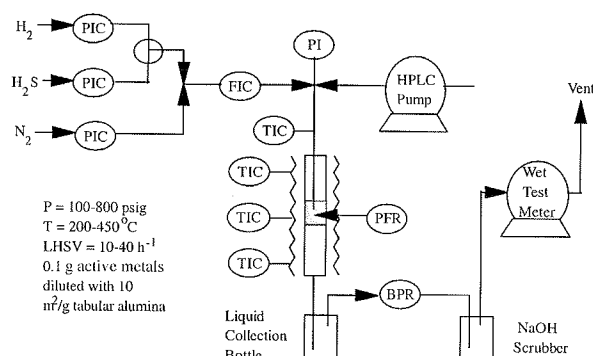 H2
PIC
PI
H2S
PIC
FIC
HPLC
Pump
Vent
N2
PIC
TIC
TIC
Wet
Test
Meter
P = 100-800 psig
T = 200-450°C
LHSV = 10-40 h⁻¹
0.1 g active metals
diluted with 10
m²/g tabular alumina
TIC
PFR
TIC
BPR
Liquid
Collection
Bottle
NaOH
Scrubber